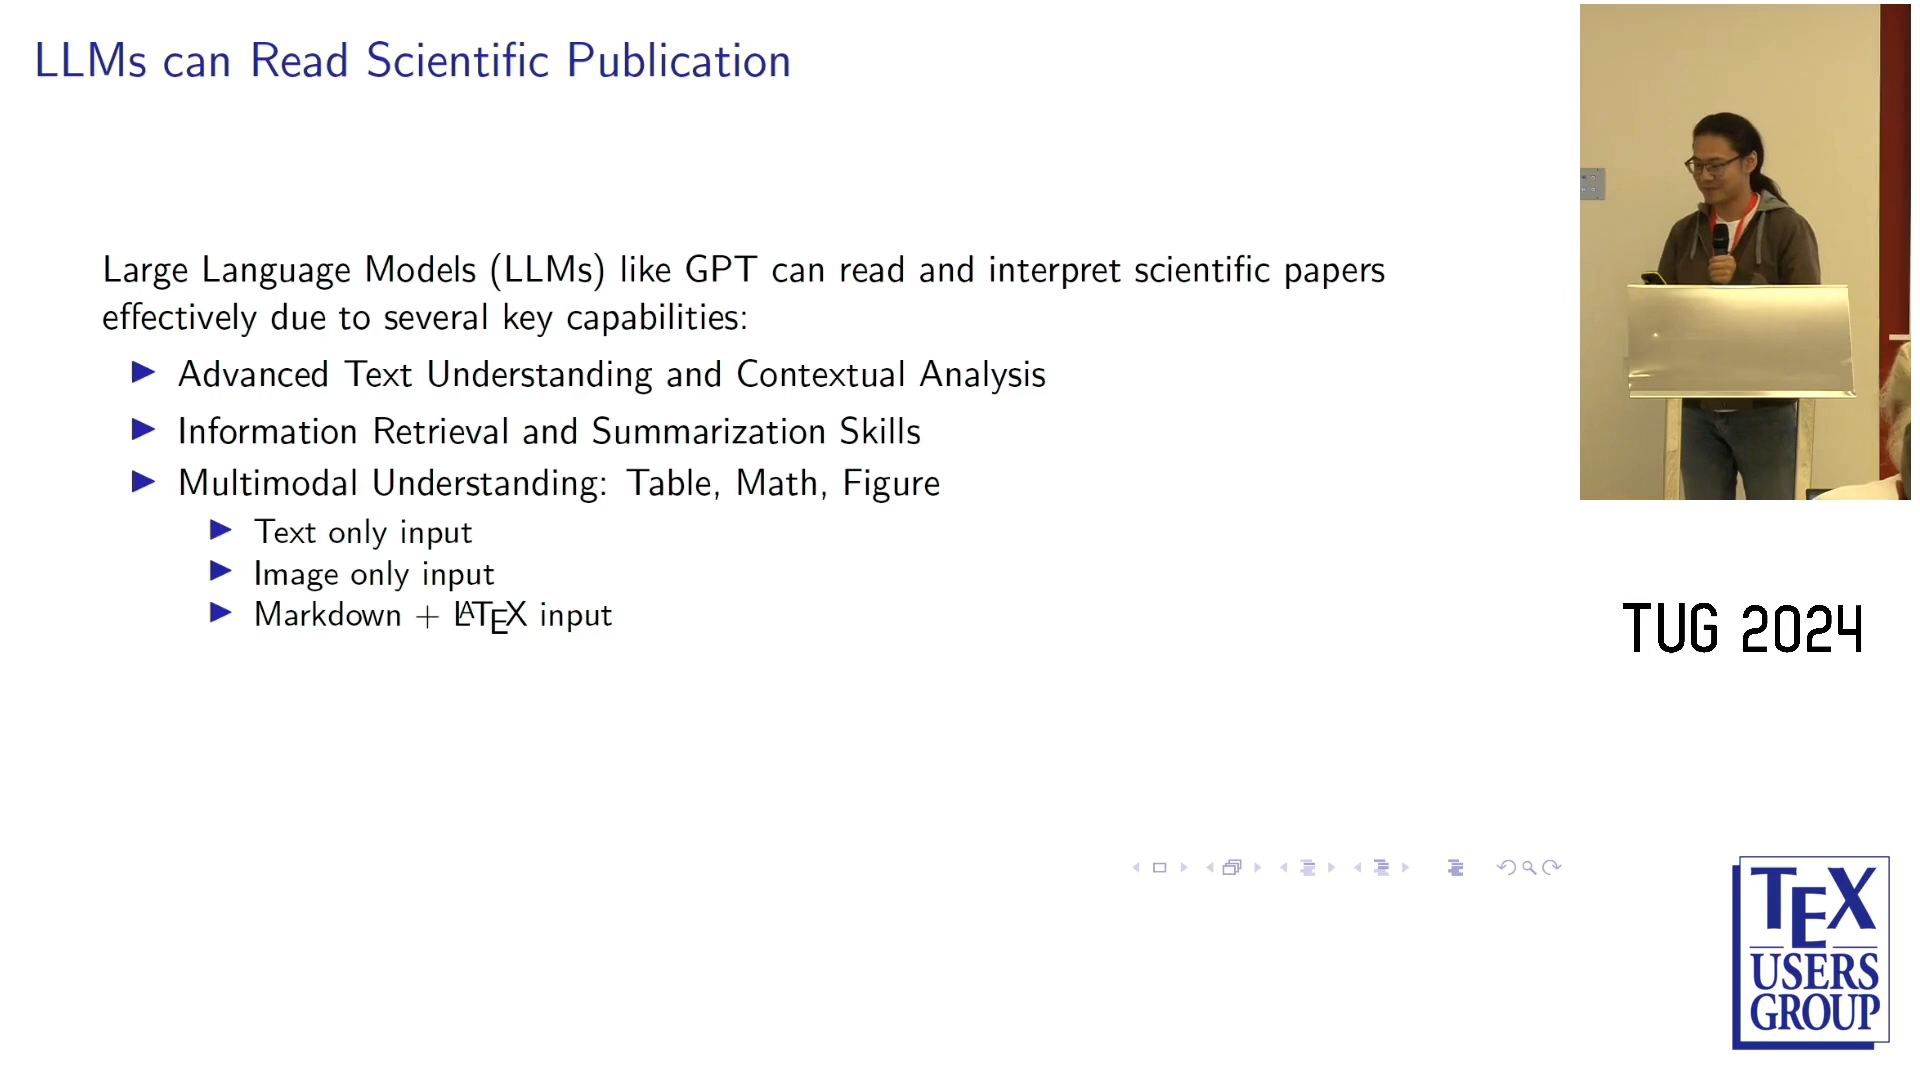 LLMs can Read Scientific Publication
Large Language Models (LLMs) like GPT can read and interpret scientific papers
effectively due to several key capabilities:
▶ Advanced Text Understanding and Contextual Analysis
▶ Information Retrieval and Summarization Skills
▶ Multimodal Understanding: Table, Math, Figure
▶ Text only input
▶ Image only input
▶ Markdown + LATEX input
TUG 2024
TEX
USERS
GROUP